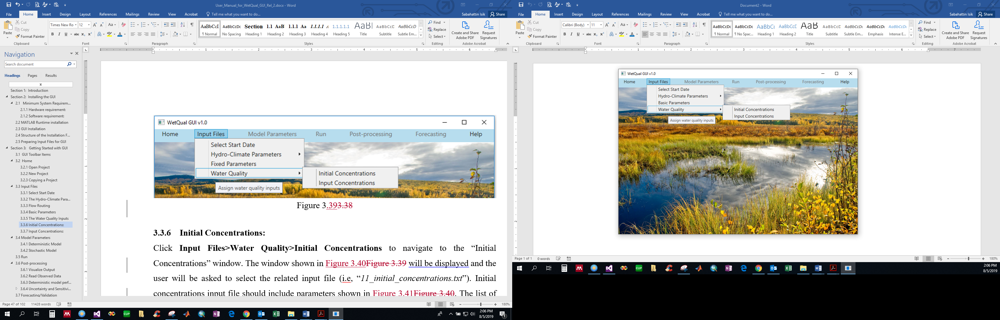 User_Manual_for_WetQual_GUI_Rel_2.docx - Word
File Home Insert Design Layout References Mailings Review View Acrobat Tell me what you want to do...
Sabahattin Isik Share
Paste
Cut
Copy
Format Painter
Clipboard
Times New Ro 12
Font
Paragraph
AaBbCcI AaBbCcDc Section 1.1 AaB 1.1.1 Aa 1.1.1.1 A 1.1.1.1.1 AaBl AaBbCcD AaBbCcD
¶ Normal No Spacing Heading 1 Heading 2 Heading 3 Heading 4 Heading 5 Title Subtitle Subtle Em...
Styles
Find
Replace
Select
Editing
Create and Share Adobe PDF
Request Signatures
Adobe Acrobat
Navigation
Search document
Headings Pages Results
Section 1: Introduction
Section 2: Installing the GUI
2.1 Minimum System Requirem...
2.1.1 Hardware requirement:
2.1.2 Software requirement:
2.2 MATLAB Runtime installation
2.3 GUI Installation
2.4 Structure of the Installation F...
2.5 Preparing Input Files for GUI
Section 3: Getting Started with GUI
3.1 GUI Toolbar Items
3.2 Home
3.2.1 Open Project
3.2.2 New Project
3.2.3 Copying a Project
3.3 Input Files
3.3.1 Select Start Date
3.3.2 The Hydro-Climate Para...
3.3.3 Flow Routing
3.3.4 Basic Parameters
3.3.5 The Water Quality Inputs
3.3.6 Initial Concentrations:
3.3.7 Input Concentrations:
3.4 Model Parameters
3.4.1 Deterministic Model
3.4.2 Stochastic Model
3.5 Run
3.6 Post-processing
3.6.1 Visualize Output
3.6.2 Read Observed Data
3.6.3 Deterministic model perf...
3.6.4 Uncertainty and Sensitivi...
3.7 Forecasting/Validation
WetQual GUI v1.0
Home Input Files Model Parameters Run Post-processing Forecasting Help
Select Start Date
Hydro-Climate Parameters
Fixed Parameters
Water Quality
Initial Concentrations
Input Concentrations
Assign water quality inputs
Figure 3.393.38
3.3.6 Initial Concentrations:
Click Input Files>Water Quality>Initial Concentrations to navigate to the “Initial
Concentrations” window. The window shown in Figure 3.40Figure 3.39 will be displayed and the
user will be asked to select the related input file (i.e, “11_initial_concentrations.txt”). Initial
concentrations input file should include parameters shown in Figure 3.41Figure 3.40. The list of
Page 47 of 102 11428 words
180%
2:06 PM
8/5/2019
Document2 - Word
File Home Insert Design Layout References Mailings Review View Acrobat Tell me what you want to do...
Sabahattin Isik Share
Paste
Cut
Copy
Format Painter
Clipboard
Calibri (Body) 11
Font
Paragraph
AaBbCcDc AaBbCcDc AaBbCc AaBbCcD AaB AaBbCcD AaBbCcDc AaBbCcDc AaBbCcDc
¶ Normal ¶ No Spac... Heading 1 Heading 2 Title Subtitle Subtle Em... Emphasis Intense E...
Styles
Find
Replace
Select
Editing
Create and Share Adobe PDF
Request Signatures
Adobe Acrobat
WetQual GUI v1.0
Home Input Files Model Parameters Run Post-processing Forecasting Help
Select Start Date
Hydro-Climate Parameters
Basic Parameters
Water Quality
Initial Concentrations
Input Concentrations
Assign water quality inputs
Page 1 of 1 0 words
180%
2:06 PM
8/5/2019